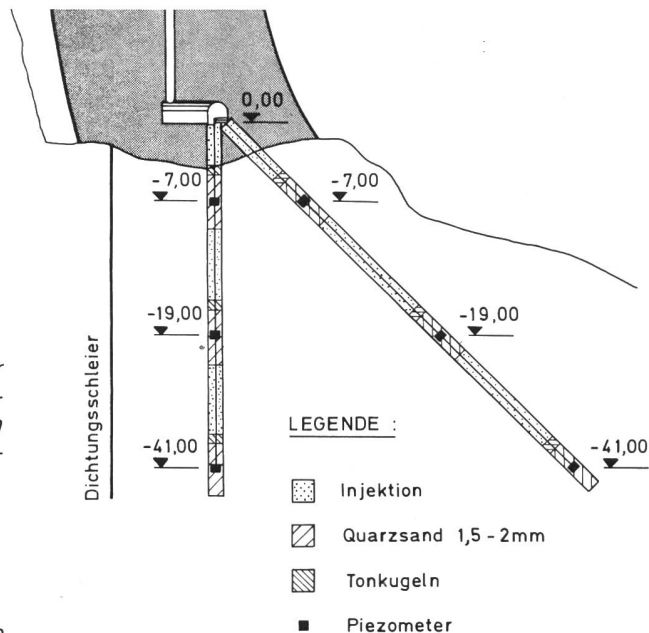 0,00
-7,00
-7,00
-19,00
-19,00
-41,00
-41,00
Dichtungsschleier
LEGENDE :
Injektion
Quarzsand 1,5 - 2mm
Tonkugeln
Piezometer